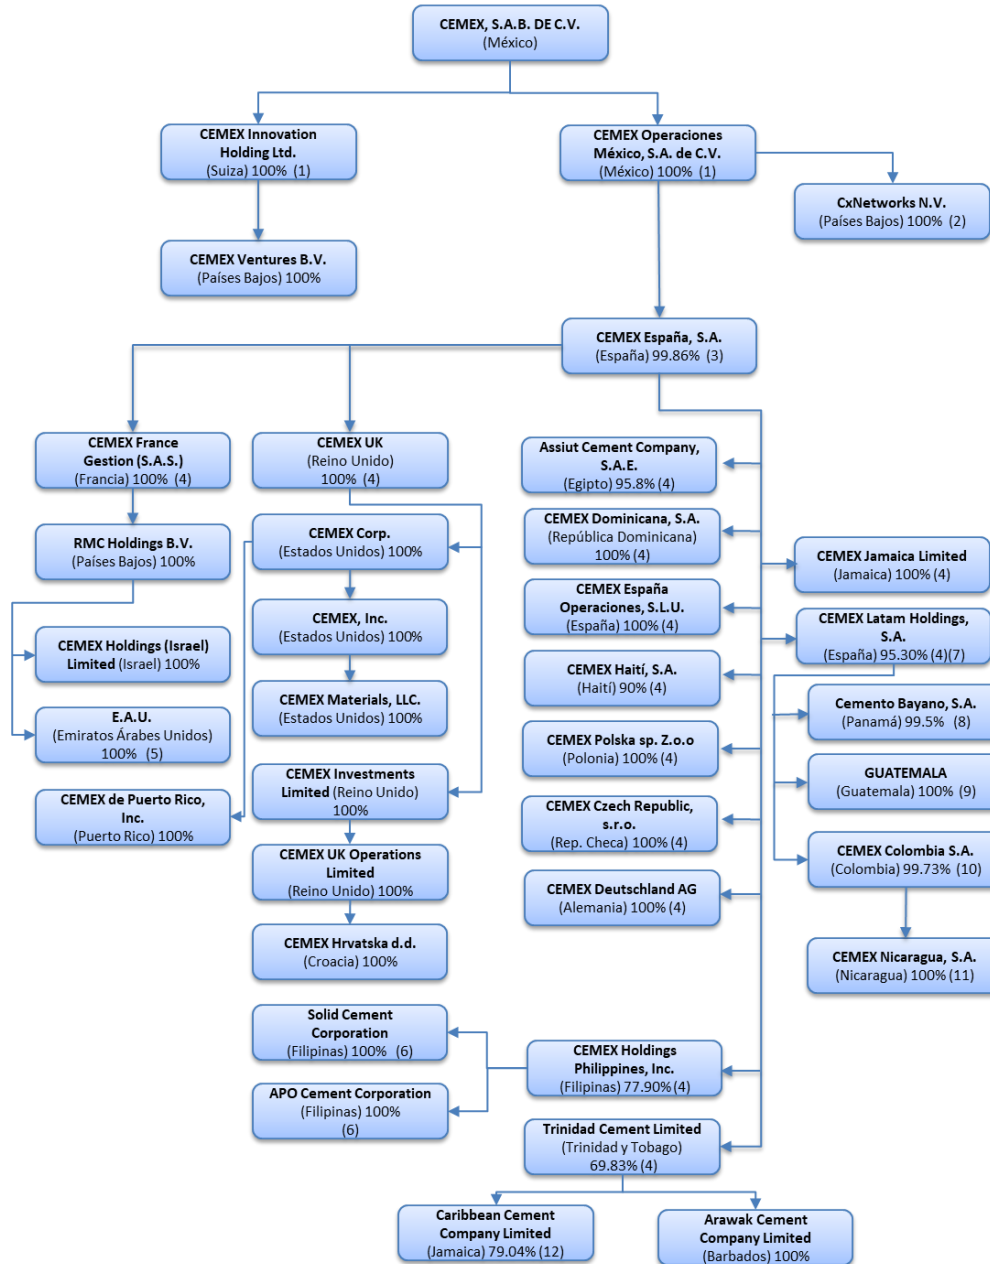 CEMEX, S.A.B. DE C.V.
(México)
CEMEX Innovation
Holding Ltd.
(Suiza) 100%  (1)
CEMEX Operaciones
México, S.A. de C.V.
(México) 100%  (1)
CxNetworks N.V.
(Países Bajos) 100%  (2)
CEMEX Ventures B.V.
(Países Bajos) 100%
CEMEX España, S.A.
(España) 99.86%  (3)
CEMEX France
Gestion (S.A.S.)
(Francia) 100%  (4)
RMC Holdings B.V.
(Países Bajos) 100%
CEMEX Holdings (Israel)
Limited (Israel) 100%
E.A.U.
(Emiratos Árabes Unidos)
100%   (5)
CEMEX de Puerto Rico,
Inc.
(Puerto Rico) 100%
CEMEX UK
(Reino Unido)
100%  (4)
CEMEX Corp.
(Estados Unidos) 100%
CEMEX, Inc.
(Estados Unidos) 100%
CEMEX Materials, LLC.
(Estados Unidos) 100%
CEMEX Investments
Limited (Reino Unido)
100%
CEMEX UK Operations
Limited
(Reino Unido) 100%
CEMEX Hrvatska d.d.
(Croacia) 100%
Solid Cement
Corporation
(Filipinas) 100%   (6)
APO Cement Corporation
(Filipinas) 100%
(6)
Assiut Cement Company,
S.A.E.
(Egipto) 95.8% (4)
CEMEX Dominicana, S.A.
(República Dominicana)
100% (4)
CEMEX España
Operaciones, S.L.U.
(España) 100% (4)
CEMEX Haití, S.A.
(Haití) 90% (4)
CEMEX Polska sp. Z.o.o
(Polonia) 100% (4)
CEMEX Czech Republic,
s.r.o.
(Rep. Checa) 100% (4)
CEMEX Deutschland AG
(Alemania) 100% (4)
CEMEX Holdings
Philippines, Inc.
(Filipinas) 77.90% (4)
Trinidad Cement Limited
(Trinidad y Tobago)
69.83% (4)
CEMEX Jamaica Limited
(Jamaica) 100% (4)
CEMEX Latam Holdings,
S.A.
(España) 95.30% (4)(7)
Cemento Bayano, S.A.
(Panamá) 99.5%  (8)
GUATEMALA
(Guatemala) 100%  (9)
CEMEX Colombia S.A.
(Colombia) 99.73%  (10)
CEMEX Nicaragua, S.A.
(Nicaragua) 100% (11)
Caribbean Cement
Company Limited
(Jamaica) 79.04% (12)
Arawak Cement
Company Limited
(Barbados) 100%